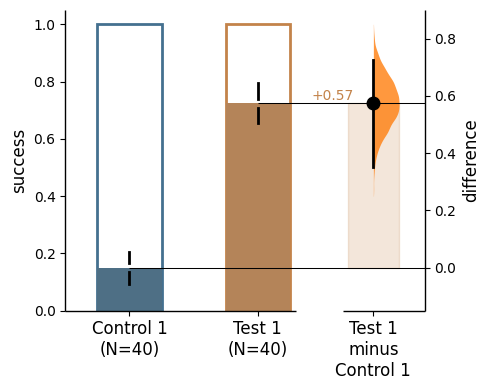 1.0
0.8
0.6
0.4
0.2
0.0
success
+0.57
0.8
0.6
0.4
0.2
0.0
difference
Control 1
(N=40)
Test 1
(N=40)
Test 1
minus
Control 1